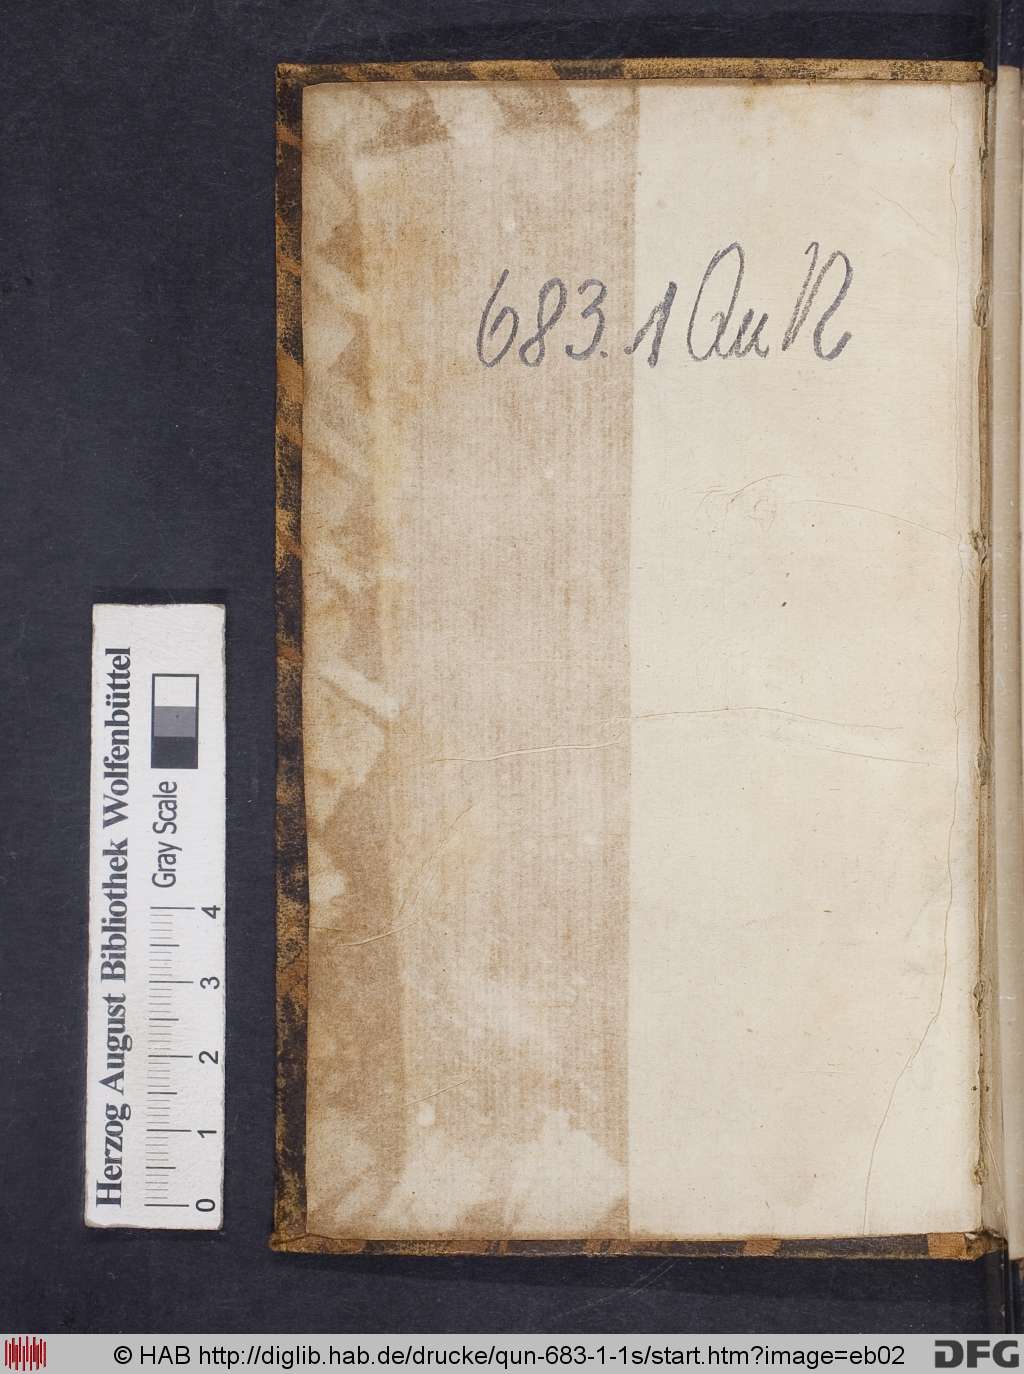 683.1 Qu N
Herzog August Bibliothek Wolfenbüttel
Gray Scale
0 1 2 3 4
© HAB http://diglib.hab.de/drucke/qun-683-1-1s/start.htm?image=eb02
DFG